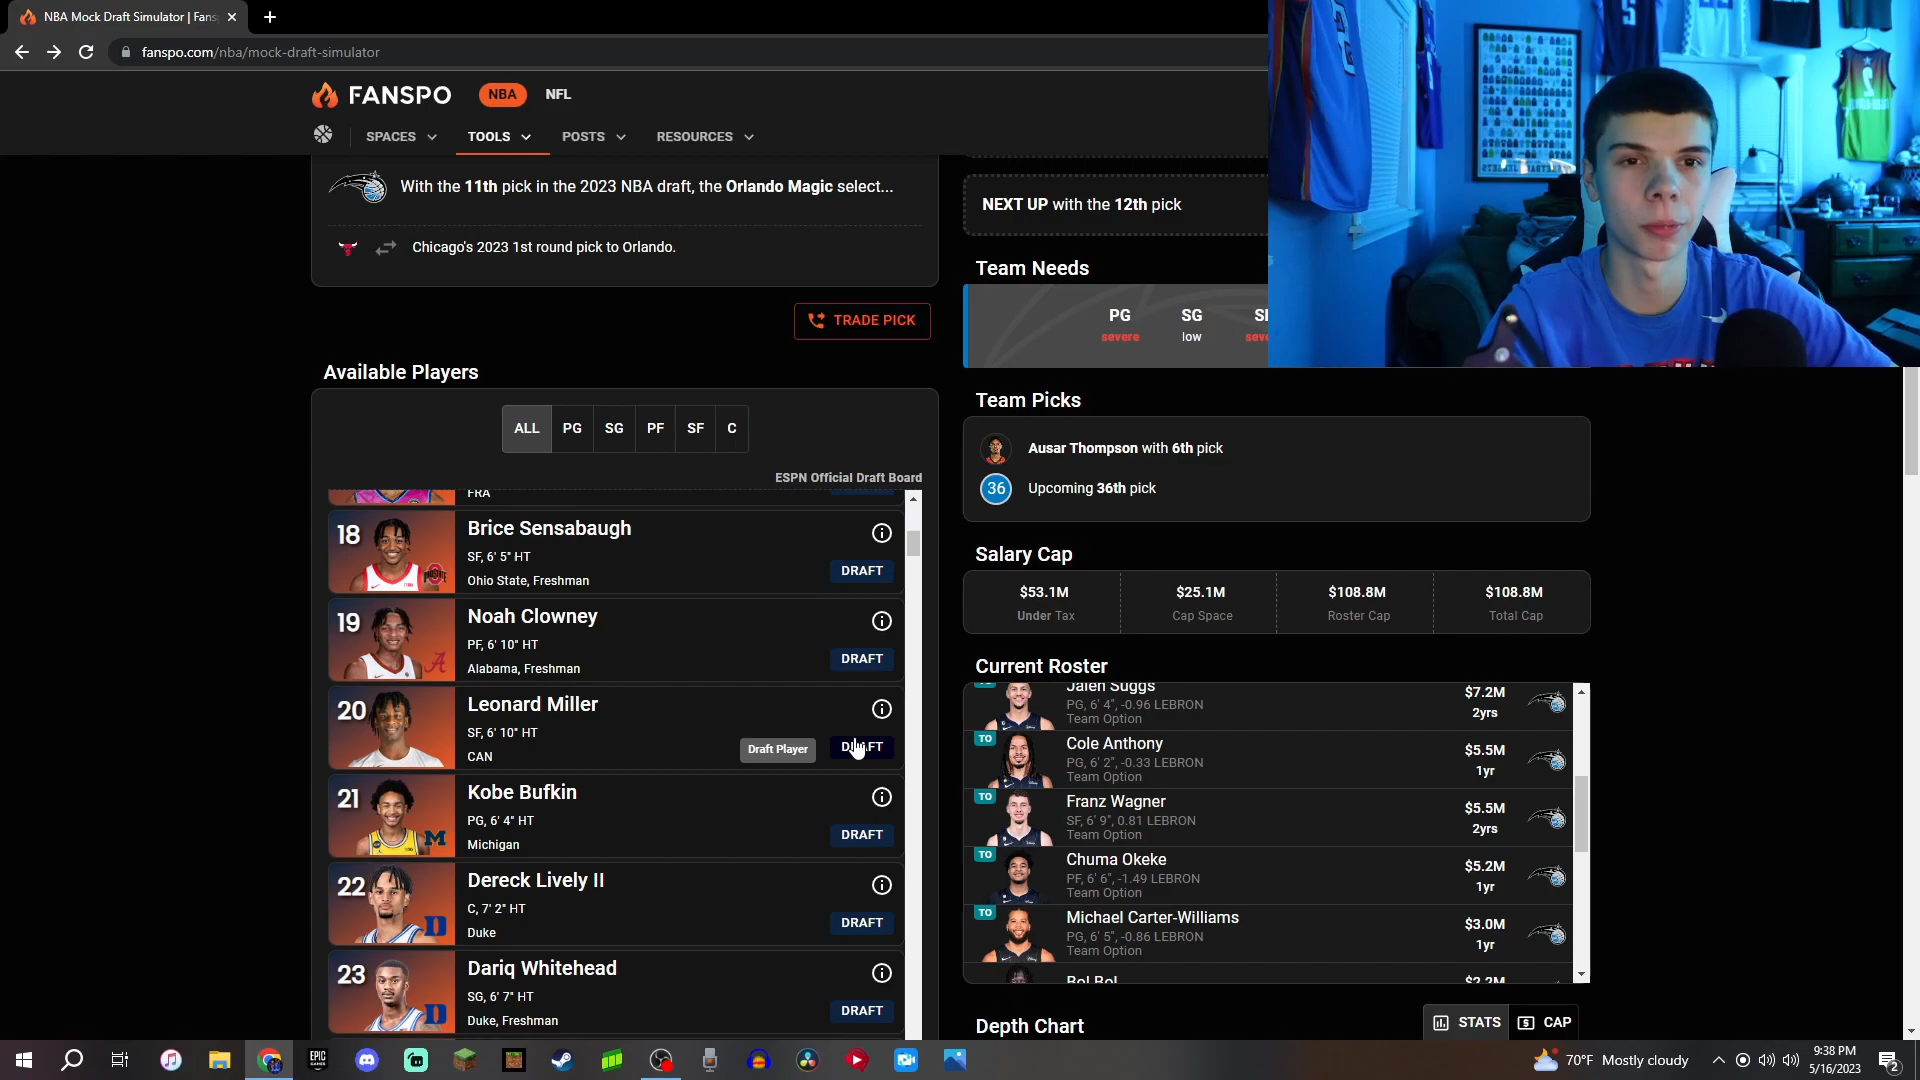 NBA Mock Draft Simulator | Fans
fanspo.com/nba/mock-draft-simulator
FANSPO
NBA
NFL
SPACES
TOOLS
POSTS
RESOURCES
With the 11th pick in the 2023 NBA draft, the Orlando Magic select...
Chicago's 2023 1st round pick to Orlando.
TRADE PICK
Available Players
ALL
PG
SG
PF
SF
C
ESPN Official Draft Board
FRA
18
Brice Sensabaugh
SF, 6' 5" HT
Ohio State, Freshman
DRAFT
19
Noah Clowney
PF, 6' 10" HT
Alabama, Freshman
DRAFT
20
Leonard Miller
SF, 6' 10" HT
CAN
Draft Player
DRAFT
21
Kobe Bufkin
PG, 6' 4" HT
Michigan
DRAFT
22
Dereck Lively II
C, 7' 2" HT
Duke
DRAFT
23
Dariq Whitehead
SG, 6' 7" HT
Duke, Freshman
DRAFT
NEXT UP with the 12th pick
Team Needs
PG
severe
SG
low
Team Picks
Ausar Thompson with 6th pick
36
Upcoming 36th pick
Salary Cap
$53.1M
Under Tax
$25.1M
Cap Space
$108.8M
Roster Cap
$108.8M
Total Cap
Current Roster
TO
Jalen Suggs
PG, 6' 4", -0.96 LEBRON
Team Option
$7.2M
2yrs
TO
Cole Anthony
PG, 6' 2", -0.33 LEBRON
Team Option
$5.5M
1yr
TO
Franz Wagner
SF, 6' 9", 0.81 LEBRON
Team Option
$5.5M
2yrs
TO
Chuma Okeke
PF, 6' 6", -1.49 LEBRON
Team Option
$5.2M
1yr
TO
Michael Carter-Williams
PG, 6' 5", -0.86 LEBRON
Team Option
$3.0M
1yr
Bol Bol
$2.2M
Depth Chart
STATS
CAP
EPIC GAMES
70°F Mostly cloudy
9:38 PM
5/16/2023
2